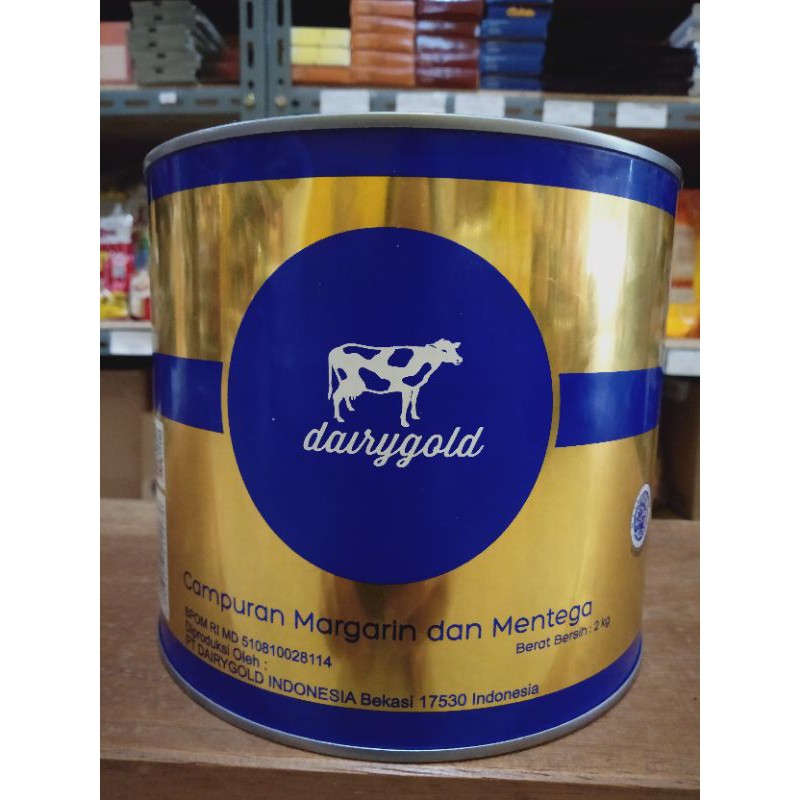 dairygold
Campuran Margarin dan Mentega
Berat Bersih : 2 kg
BPOM RI MD 510810028114
Diproduksi Oleh :
PT DAIRYGOLD INDONESIA Bekasi 17530 Indonesia